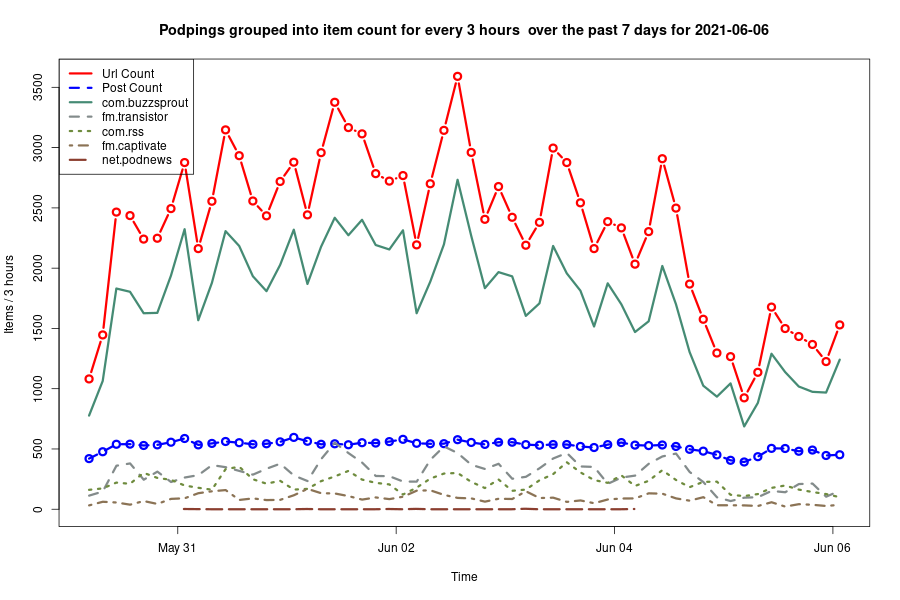 Podpings grouped into item count for every 3 hours  over the past 7 days for 2021-06-06
Url Count
Post Count
com.buzzsprout
fm.transistor
com.rss
fm.captivate
net.podnews
Items / 3 hours
3500
3000
2500
2000
1500
1000
500
0
May 31
Jun 02
Jun 04
Jun 06
Time